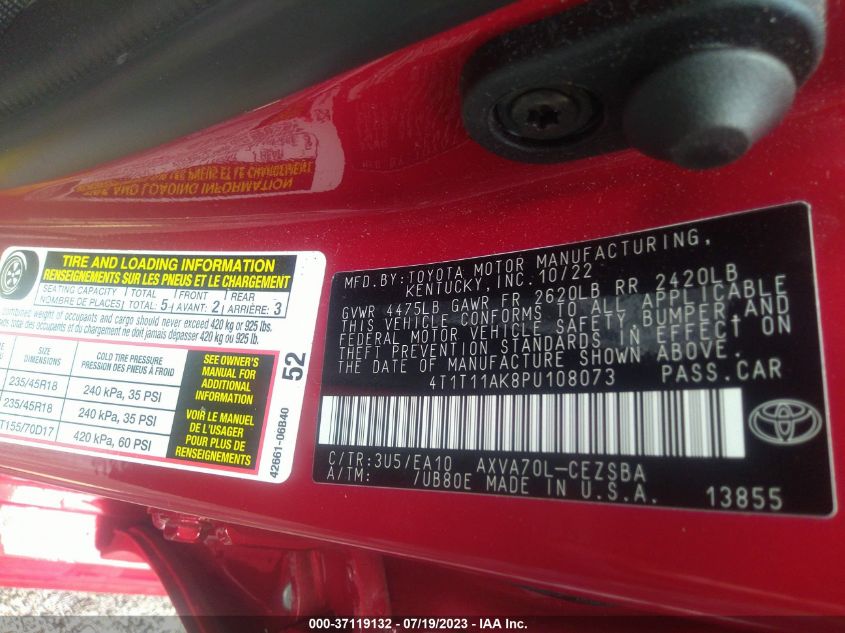 TIRE AND LOADING INFORMATION
RENSEIGNEMENTS SUR LES PNEUS ET LE CHARGEMENT
SEATING CAPACITY TOTAL 5 FRONT 2 REAR 3
NOMBRE DE PLACES TOTAL AVANT: ARRIÈRE:
combined weight of occupants and cargo should never exceed 420 kg or 925 lbs.
total des occupants et du chargement ne doit jamais dépasser 420 kg ou 925 lbs.
SIZE DIMENSIONS
COLD TIRE PRESSURE
PRESSION DES PNEUS À FROID
235/45R18 240 kPa, 35 PSI
235/45R18 240 kPa, 35 PSI
T155/70D17 420 kPa, 60 PSI
SEE OWNER'S
MANUAL FOR
ADDITIONAL
INFORMATION
VOIR LE MANUEL
DE L'USAGER
POUR PLUS DE
RENSEIGNEMENTS
52
42661-06B40
MFD.BY:TOYOTA MOTOR MANUFACTURING,
KENTUCKY, INC.10/22
GVWR 4475LB GAWR FR 2620LB RR 2420LB
THIS VEHICLE CONFORMS TO ALL APPLICABLE
FEDERAL MOTOR VEHICLE SAFETY, BUMPER,AND
THEFT PREVENTION STANDARDS IN EFFECT ON
THE DATE OF MANUFACTURE SHOWN ABOVE.
4T1T11AK8PU108073 PASS.CAR
C/TR:3U5/EA10 AXVA70L-CEZSBA
A/TM: /UB80E MADE IN U.S.A.
13855
TOYOTA
000-37119132 - 07/19/2023 - IAA Inc.